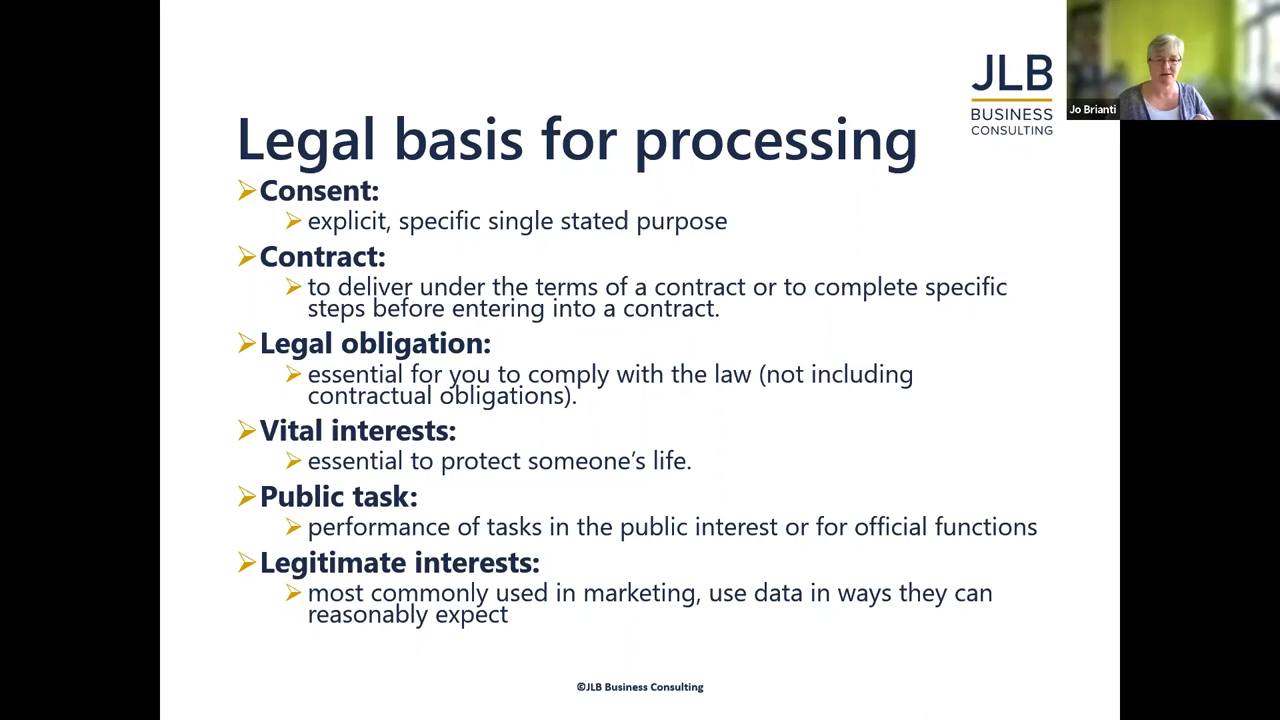 JLB
BUSINESS
CONSULTING
Jo Brianti
Legal basis for processing
Consent:
explicit, specific single stated purpose
Contract:
to deliver under the terms of a contract or to complete specific
steps before entering into a contract.
Legal obligation:
essential for you to comply with the law (not including
contractual obligations).
Vital interests:
essential to protect someone’s life.
Public task:
performance of tasks in the public interest or for official functions
Legitimate interests:
most commonly used in marketing, use data in ways they can
reasonably expect
©JLB Business Consulting